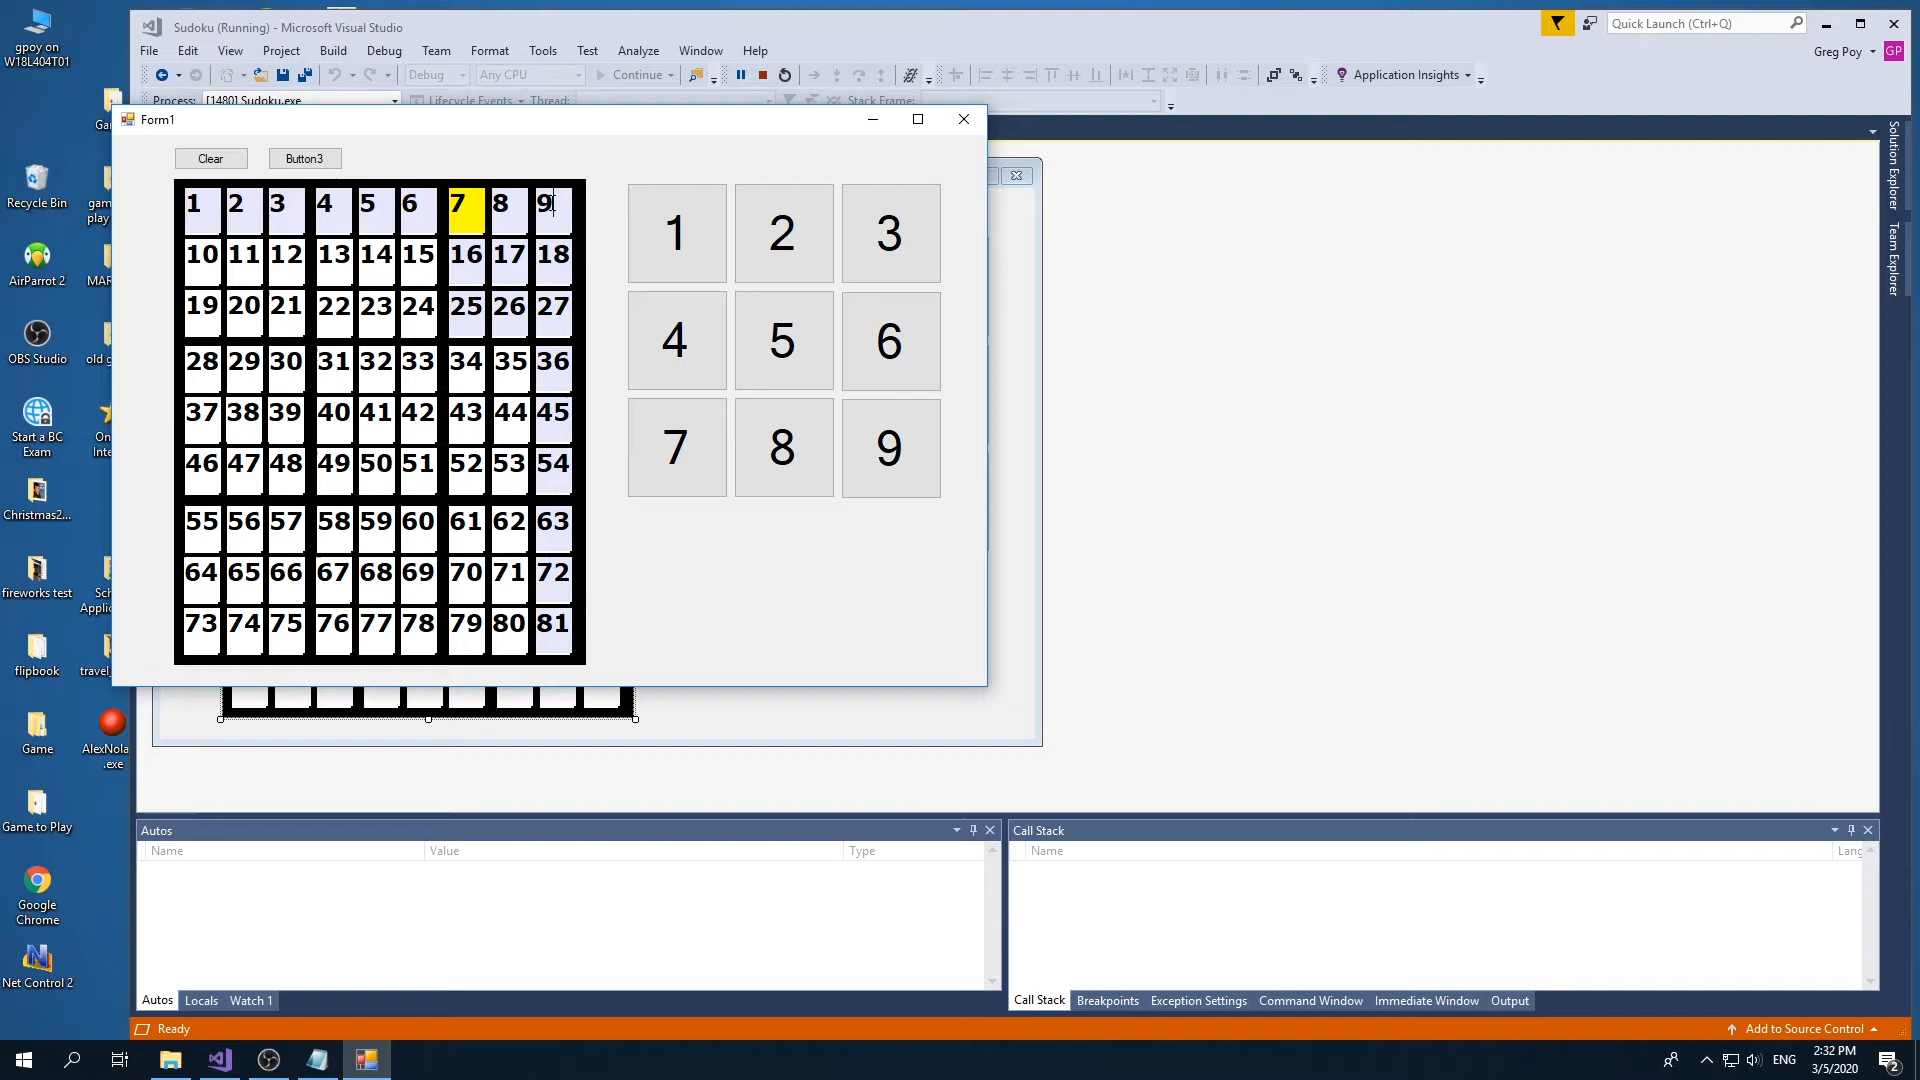 gpoy on
W18L404T01
Recycle Bin
AirParrot 2
OBS Studio
Start a BC
Exam
Christmas2...
fireworks test
flipbook
Game
Game to Play
Google
Chrome
Net Control 2
AlexNola
.exe
Sudoku (Running) - Microsoft Visual Studio
Quick Launch (Ctrl+Q)
File Edit View Project Build Debug Team Format Tools Test Analyze Window Help
Greg Poy GP
Debug Any CPU Continue Application Insights
Process: [1480] Sudoku.exe Lifecycle Events Thread: Stack Frame:
Form1
Clear Button3
1 2 3 4 5 6 7 8 9
10 11 12 13 14 15 16 17 18
19 20 21 22 23 24 25 26 27
28 29 30 31 32 33 34 35 36
37 38 39 40 41 42 43 44 45
46 47 48 49 50 51 52 53 54
55 56 57 58 59 60 61 62 63
64 65 66 67 68 69 70 71 72
73 74 75 76 77 78 79 80 81
1 2 3
4 5 6
7 8 9
Solution Explorer
Team Explorer
Autos
Name Value Type
Autos Locals Watch 1
Call Stack
Name Lang
Call Stack Breakpoints Exception Settings Command Window Immediate Window Output
Ready
Add to Source Control
ENG
2:32 PM
3/5/2020
2